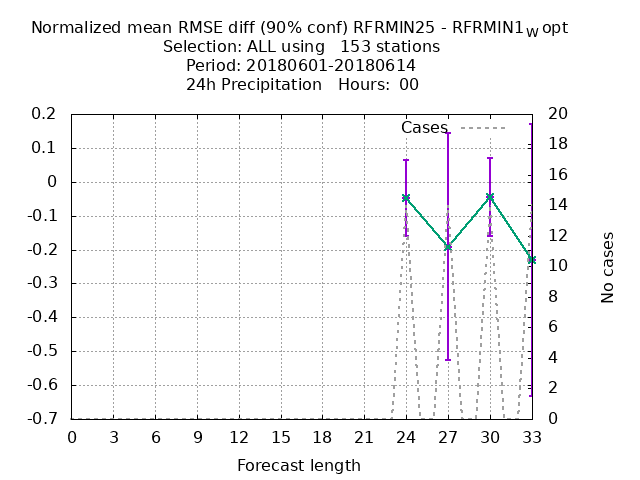 Normalized mean RMSE diff (90% conf) RFRMIN25 - RFRMIN1wopt
Selection: ALL using   153 stations
Period: 20180601-20180614
24h Precipitation   Hours:  00
Cases
0.2
0.1
0
-0.1
-0.2
-0.3
-0.4
-0.5
-0.6
-0.7
20
18
16
14
12
10
8
6
4
2
0
No cases
0 3 6 9 12 15 18 21 24 27 30 33
Forecast length